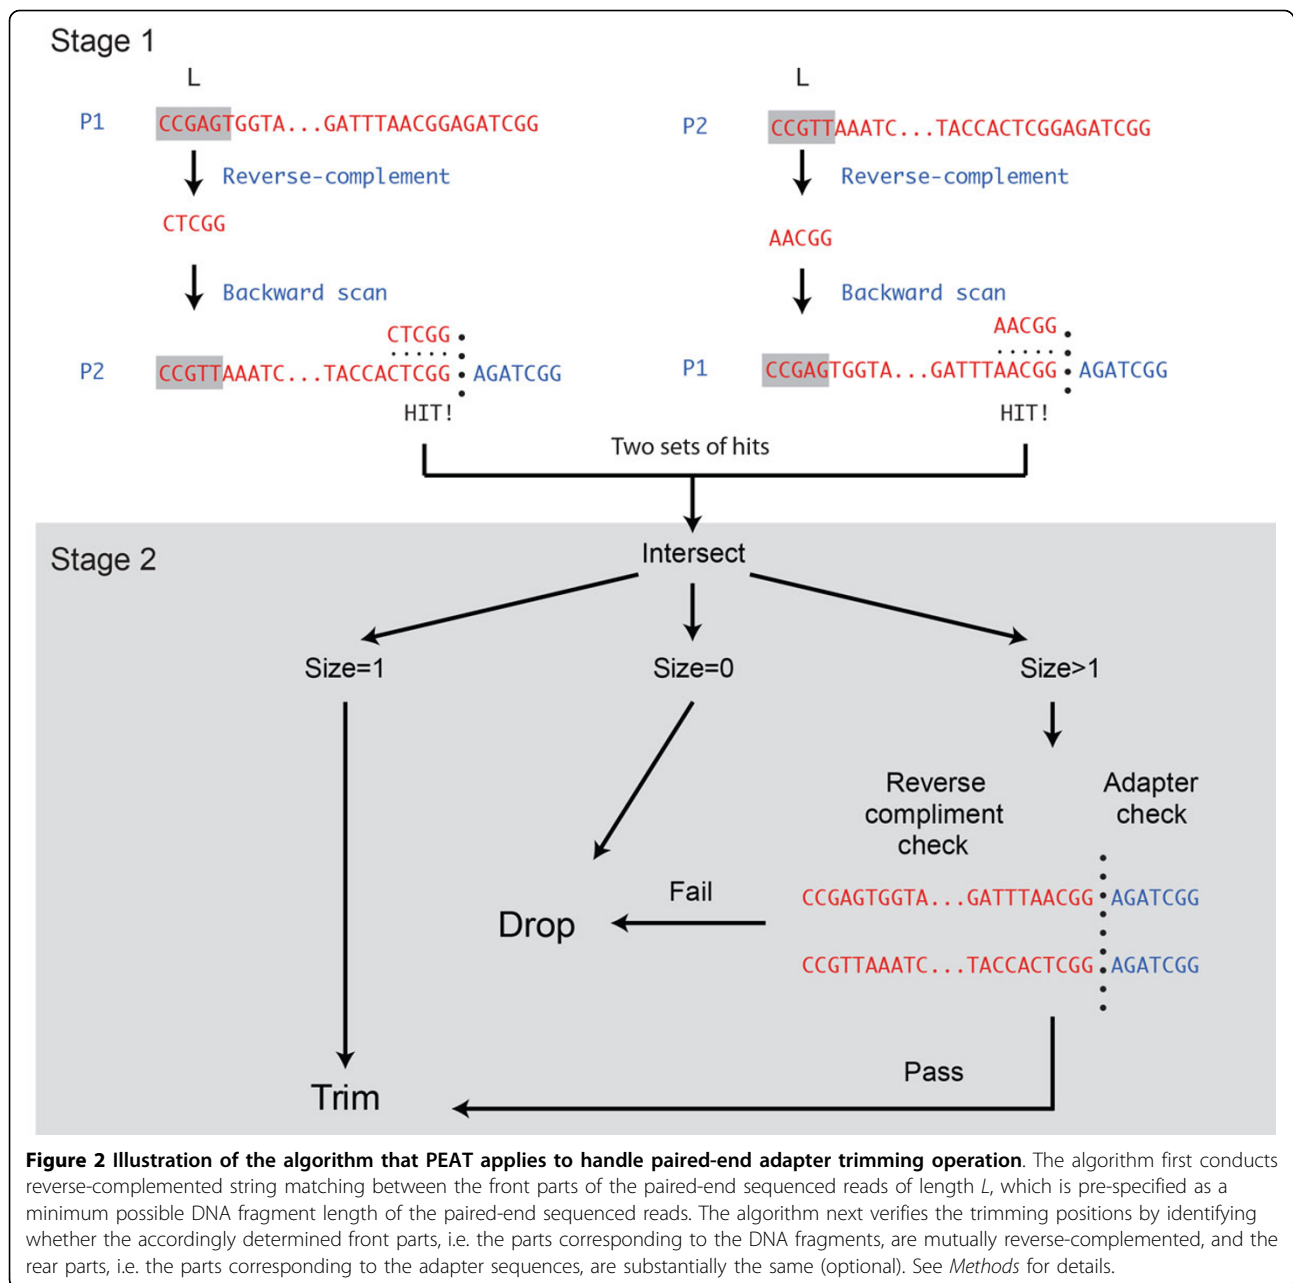 Stage 1
L
L
P1 CCGAGTGGTA...GATTTAACGGAGATCGG
P2 CCGTTAAATC...TACCACTCGGAGATCGG
Reverse-complement
Reverse-complement
CTCGG
AACGG
Backward scan
Backward scan
CTCGG
AACGG
P2 CCGTTAAATC...TACCACTCGG AGATCGG
P1 CCGAGTGGTA...GATTTAACGG AGATCGG
HIT!
HIT!
Two sets of hits
Stage 2
Intersect
Size=1
Size=0
Size>1
Reverse
compliment
check
Adapter
check
CCGAGTGGTA...GATTTAACGG AGATCGG
Fail
Drop
CCGTTAAATC...TACCACTCGG AGATCGG
Pass
Trim
Figure 2 Illustration of the algorithm that PEAT applies to handle paired-end adapter trimming operation. The algorithm first conducts
reverse-complemented string matching between the front parts of the paired-end sequenced reads of length L, which is pre-specified as a
minimum possible DNA fragment length of the paired-end sequenced reads. The algorithm next verifies the trimming positions by identifying
whether the accordingly determined front parts, i.e. the parts corresponding to the DNA fragments, are mutually reverse-complemented, and the
rear parts, i.e. the parts corresponding to the adapter sequences, are substantially the same (optional). See Methods for details.